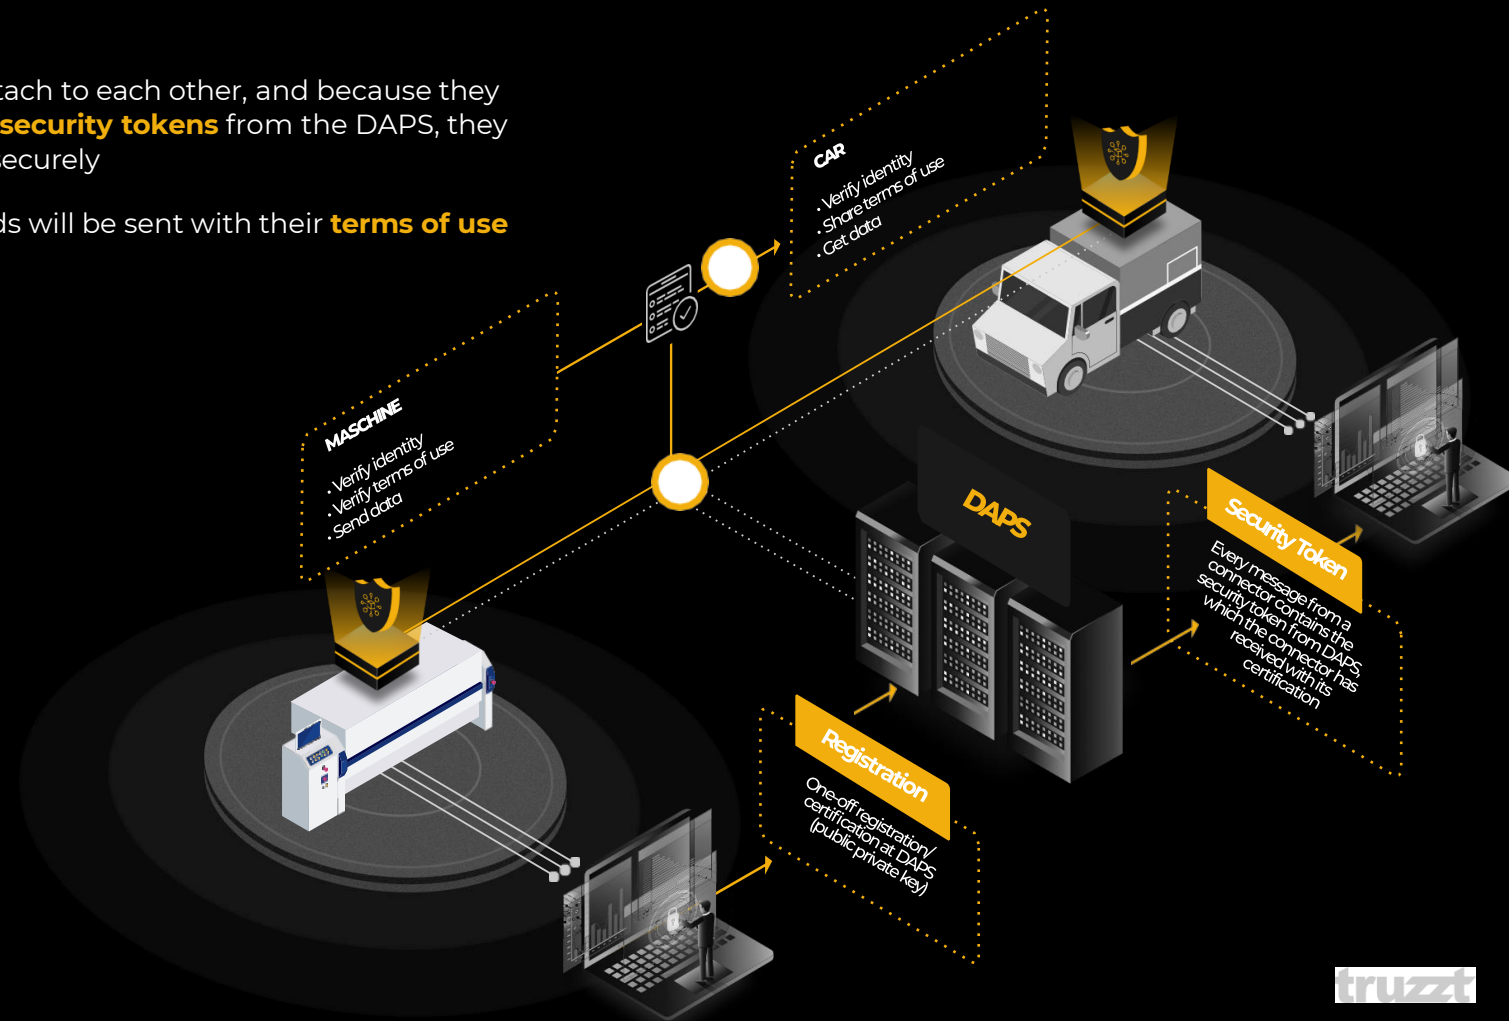 tach to each other, and because they
security tokens from the DAPS, they
securely
ds will be sent with their terms of use
CAR
• Verify identity
• Share terms of use
• Get data
MASCHINE
• Verify identity
• Verify terms of use
• Send data
DAPS
Security Token
Every message from a
connector contains the
security token from DAPS,
which the connector has
received with its
certification
Registration
One-off registration/
certification at DAPS
(public private key)
truzzt